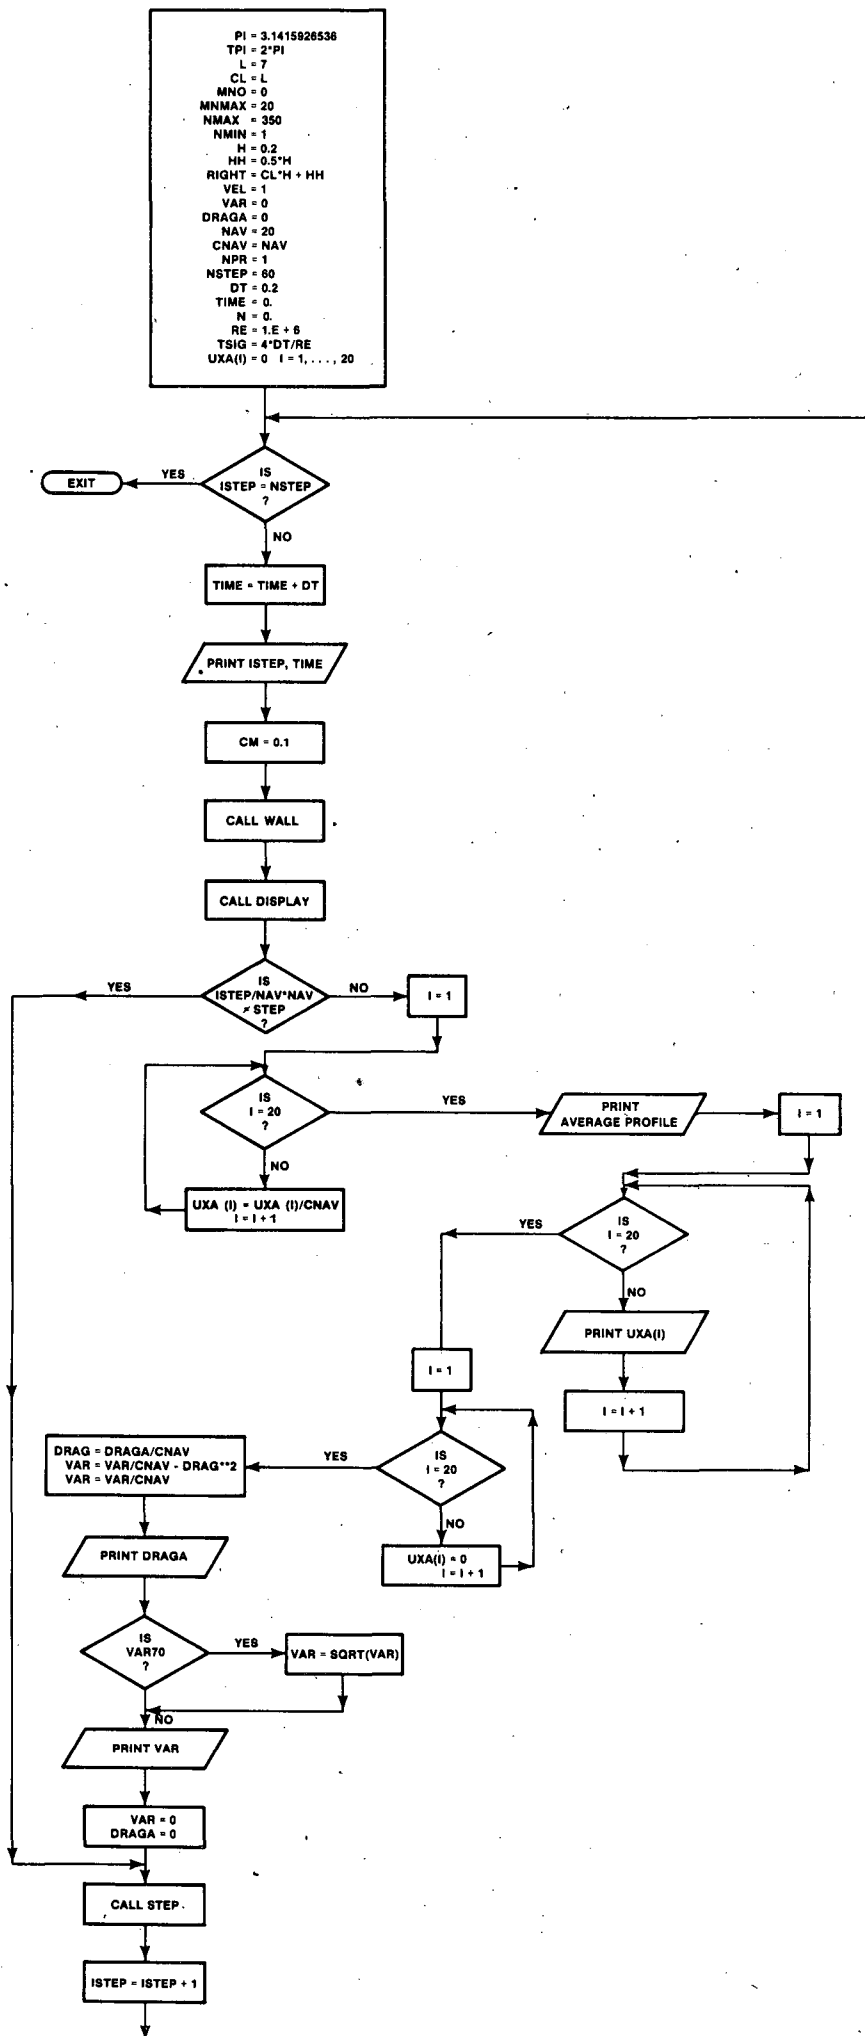 PI = 3.1415926536
TPI = 2*PI
L = 7
CL = L
MNO = 0
MNMAX = 20
NMAX = 350
NMIN = 1
H = 0.2
HH = 0.5*H
RIGHT = CL*H + HH
VEL = 1
VAR = 0
DRAGA = 0
NAV = 20
CNAV = NAV
NPR = 1
NSTEP = 60
DT = 0.2
TIME = 0.
N = 0.
RE = 1.E + 6
TSIG = 4*DT/RE
UXA(I) = 0 I = 1, . . . , 20
EXIT
YES
IS
ISTEP = NSTEP
?
NO
TIME = TIME + DT
PRINT ISTEP, TIME
CM = 0.1
CALL WALL
CALL DISPLAY
YES
IS
ISTEP/NAV*NAV
≠ STEP
?
NO
I = 1
IS
I = 20
?
YES
PRINT
AVERAGE PROFILE
I = 1
NO
UXA (I) = UXA (I)/CNAV
I = I + 1
YES
IS
I = 20
?
NO
PRINT UXA(I)
I = 1
I = I + 1
DRAG = DRAGA/CNAV
VAR = VAR/CNAV - DRAG**2
VAR = VAR/CNAV
YES
IS
I = 20
?
NO
PRINT DRAGA
UXA(I) = 0
I = I + 1
IS
VAR70
?
YES
VAR = SQRT(VAR)
NO
PRINT VAR
VAR = 0
DRAGA = 0
CALL STEP
ISTEP = ISTEP + 1